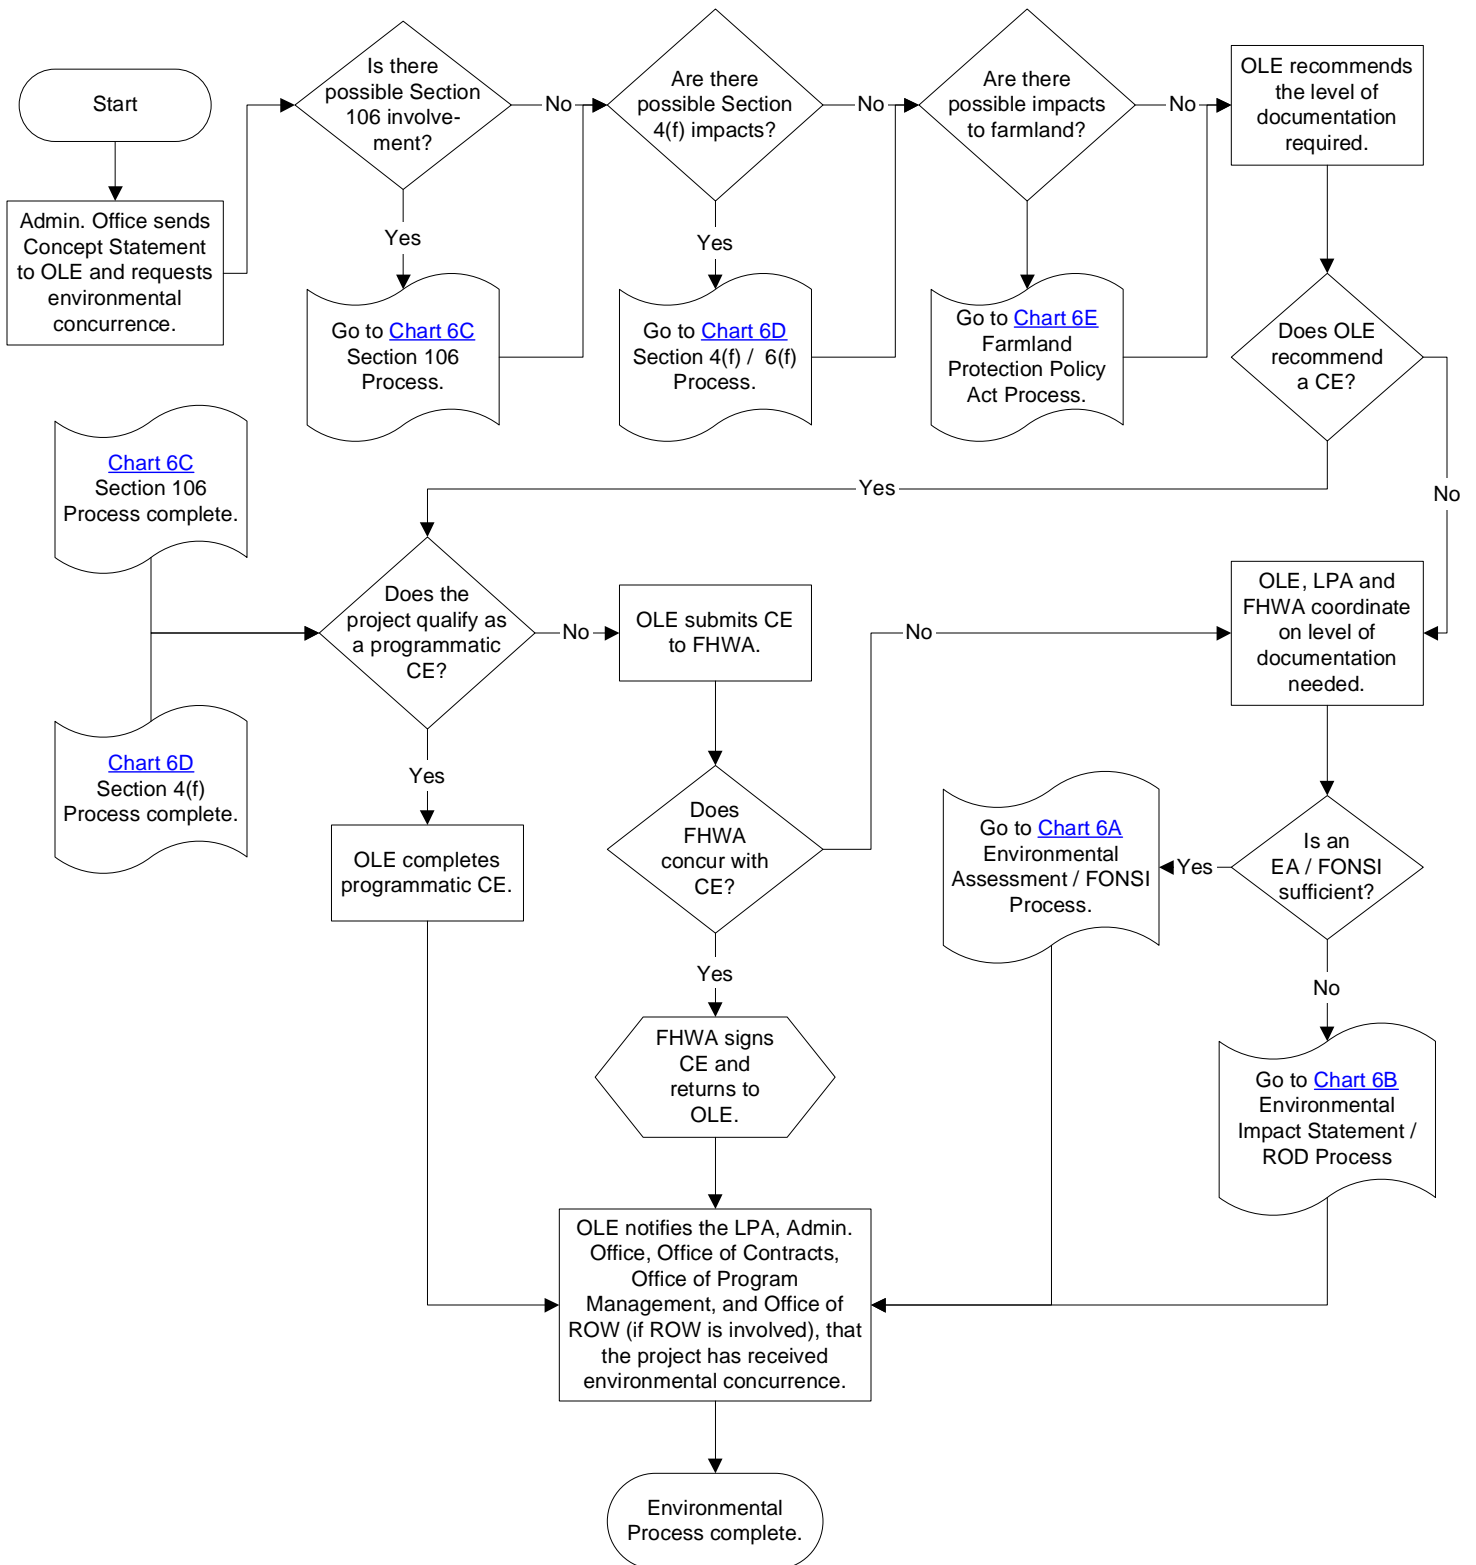 Start
Admin. Office sends
Concept Statement
to OLE and requests
environmental
concurrence.
Is there
possible Section
106 involve-
ment?
No
Yes
Go to Chart 6C
Section 106
Process.
Are there
possible Section
4(f) impacts?
No
Yes
Go to Chart 6D
Section 4(f) / 6(f)
Process.
Are there
possible impacts
to farmland?
No
Go to Chart 6E
Farmland
Protection Policy
Act Process.
OLE recommends
the level of
documentation
required.
Does OLE
recommend
a CE?
Yes
No
Chart 6C
Section 106
Process complete.
Chart 6D
Section 4(f)
Process complete.
Does the
project qualify as
a programmatic
CE?
No
Yes
OLE completes
programmatic CE.
OLE submits CE
to FHWA.
Does
FHWA
concur with
CE?
No
Yes
FHWA signs
CE and
returns to
OLE.
OLE, LPA and
FHWA coordinate
on level of
documentation
needed.
Is an
EA / FONSI
sufficient?
Yes
No
Go to Chart 6A
Environmental
Assessment / FONSI
Process.
Go to Chart 6B
Environmental
Impact Statement /
ROD Process
OLE notifies the LPA, Admin.
Office, Office of Contracts,
Office of Program
Management, and Office of
ROW (if ROW is involved), that
the project has received
environmental concurrence.
Environmental
Process complete.